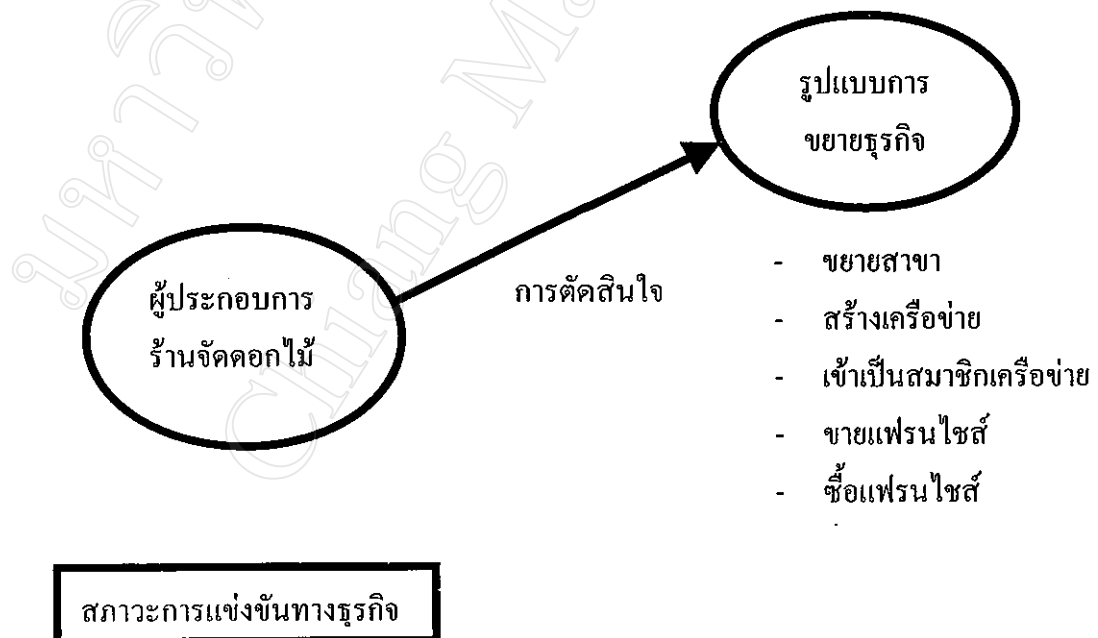 รูปแบบการ
ขยายธุรกิจ
ผู้ประกอบการ
ร้านจัดดอกไม้
การตัดสินใจ
- ขยายสาขา
- สร้างเครือข่าย
- เข้าเป็นสมาชิกเครือข่าย
- ขายแฟรนไชส์
- ซื้อแฟรนไชส์
สภาวะการแข่งขันทางธุรกิจ
Chiang M